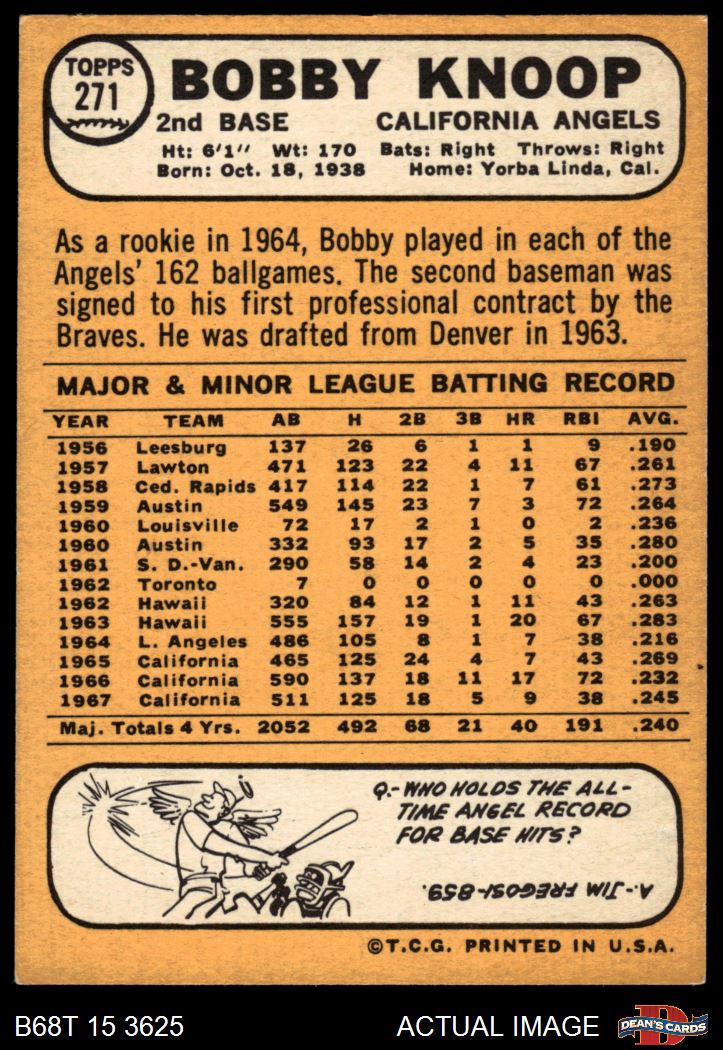 TOPPS
271
BOBBY KNOOP
2nd BASE CALIFORNIA ANGELS
Ht: 6'1" Wt: 170 Bats: Right Throws: Right
Born: Oct. 18, 1938 Home: Yorba Linda, Cal.
As a rookie in 1964, Bobby played in each of the
Angels' 162 ballgames. The second baseman was
signed to his first professional contract by the
Braves. He was drafted from Denver in 1963.
MAJOR & MINOR LEAGUE BATTING RECORD
YEAR TEAM AB H 2B 3B HR RBI AVG.
1956 Leesburg 137 26 6 1 1 9 .190
1957 Lawton 471 123 22 4 11 67 .261
1958 Ced. Rapids 417 114 22 1 7 61 .273
1959 Austin 549 145 23 7 3 72 .264
1960 Louisville 72 17 2 1 0 2 .236
1960 Austin 332 93 17 2 5 35 .280
1961 S. D.-Van. 290 58 14 2 4 23 .200
1962 Toronto 7 0 0 0 0 0 .000
1962 Hawaii 320 84 12 1 11 43 .263
1963 Hawaii 555 157 19 1 20 67 .283
1964 L. Angeles 486 105 8 1 7 38 .216
1965 California 465 125 24 4 7 43 .269
1966 California 590 137 18 11 17 72 .232
1967 California 511 125 18 5 9 38 .245
Maj. Totals 4 Yrs. 2052 492 68 21 40 191 .240
Q.- WHO HOLDS THE ALL-
TIME ANGEL RECORD
FOR BASE HITS?
A.- JIM FREGOSI-859.
©T.C.G. PRINTED IN U.S.A.
B68T 15 3625 ACTUAL IMAGE
D
DEAN'S CARDS